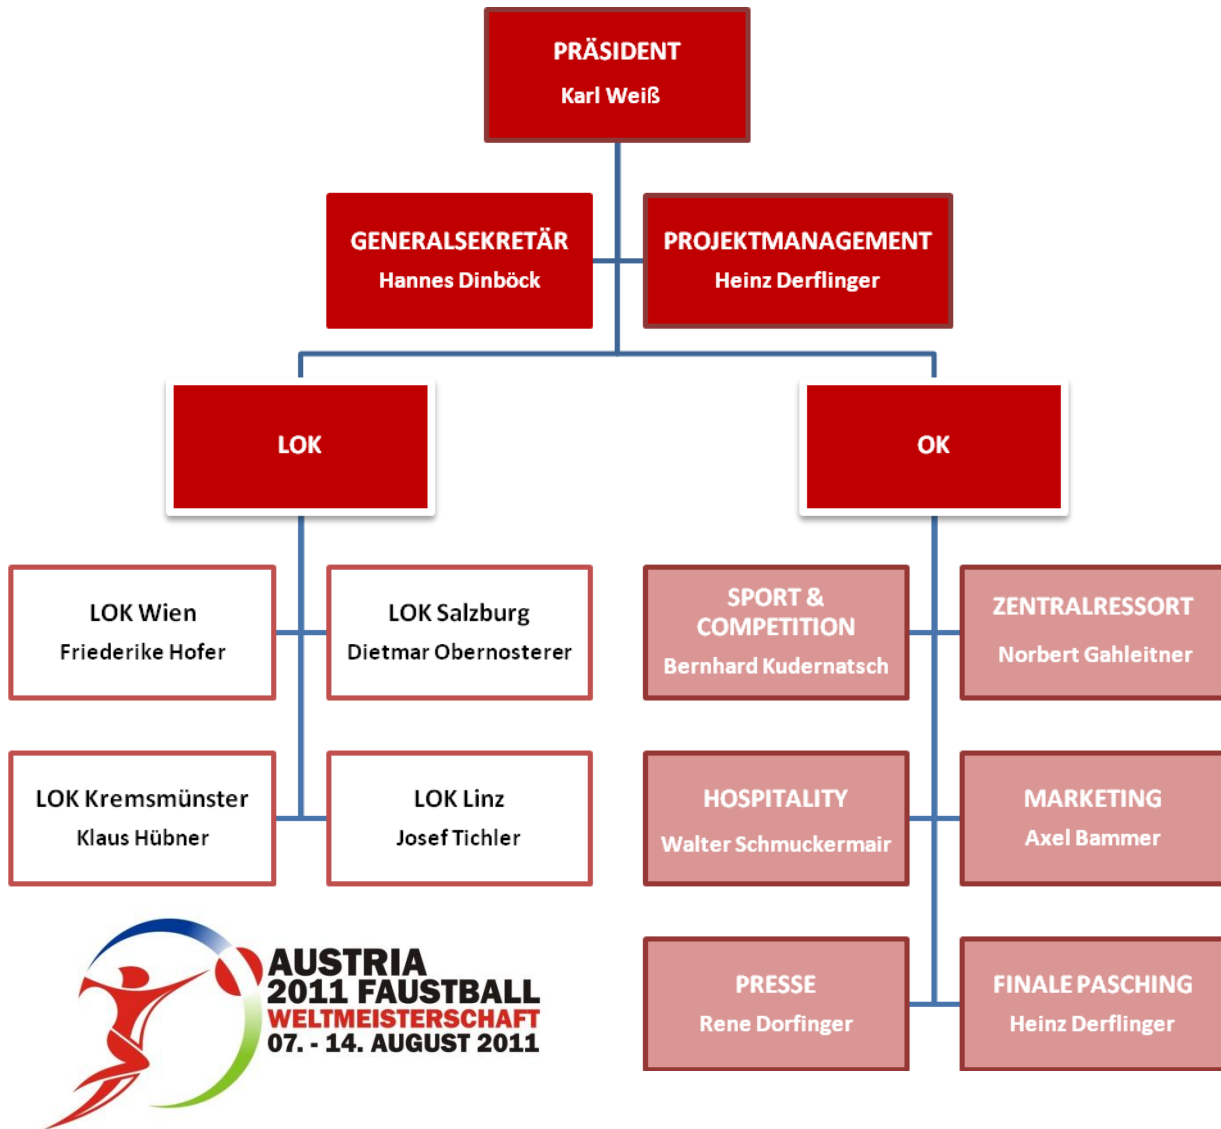 PRÄSIDENT
Karl Weiß
GENERALSEKRETÄR
Hannes Dinböck
PROJEKTMANAGEMENT
Heinz Derflinger
LOK
OK
LOK Wien
Friederike Hofer
LOK Salzburg
Dietmar Obernosterer
SPORT &
COMPETITION
Bernhard Kudernatsch
ZENTRALRESSORT
Norbert Gahleitner
LOK Kremsmünster
Klaus Hübner
LOK Linz
Josef Tichler
HOSPITALITY
Walter Schmuckermair
MARKETING
Axel Bammer
PRESSE
Rene Dorfinger
FINALE PASCHING
Heinz Derflinger
AUSTRIA
2011 FAUSTBALL
WELTMEISTERSCHAFT
07. - 14. AUGUST 2011